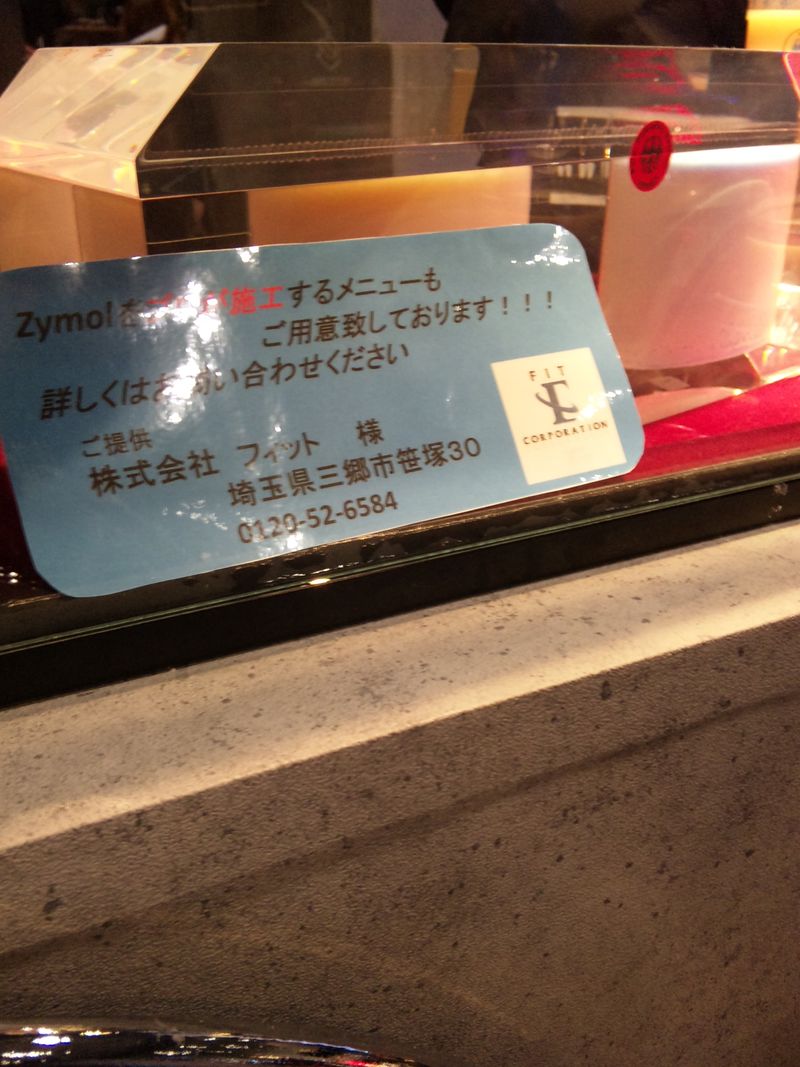 Zymolを 施工するメニューも
ご用意致しております！！！
詳しくはお問い合わせください
ご提供
株式会社 フィット 様
埼玉県三郷市笹塚30
0120-52-6584
FIT
CORPORATION